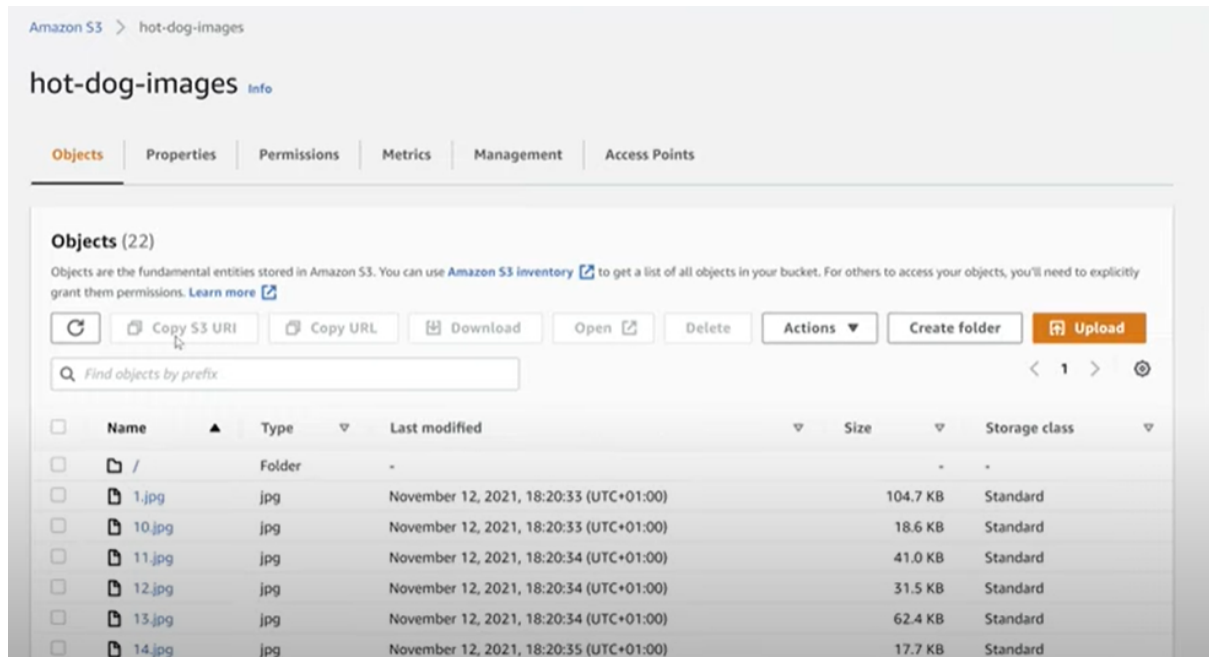 Amazon S3 > hot-dog-images
hot-dog-images Info
Objects Properties Permissions Metrics Management Access Points
Objects (22)
Objects are the fundamental entities stored in Amazon S3. You can use Amazon S3 inventory to get a list of all objects in your bucket. For others to access your objects, you'll need to explicitly
grant them permissions. Learn more
Copy S3 URI Copy URL Download Open Delete Actions Create folder Upload
Find objects by prefix
< 1 >
Name Type Last modified Size Storage class
/ Folder - - -
1.jpg jpg November 12, 2021, 18:20:33 (UTC+01:00) 104.7 KB Standard
10.jpg jpg November 12, 2021, 18:20:33 (UTC+01:00) 18.6 KB Standard
11.jpg jpg November 12, 2021, 18:20:34 (UTC+01:00) 41.0 KB Standard
12.jpg jpg November 12, 2021, 18:20:34 (UTC+01:00) 31.5 KB Standard
13.jpg jpg November 12, 2021, 18:20:34 (UTC+01:00) 62.4 KB Standard
14.jpg jpg November 12, 2021, 18:20:35 (UTC+01:00) 17.7 KB Standard